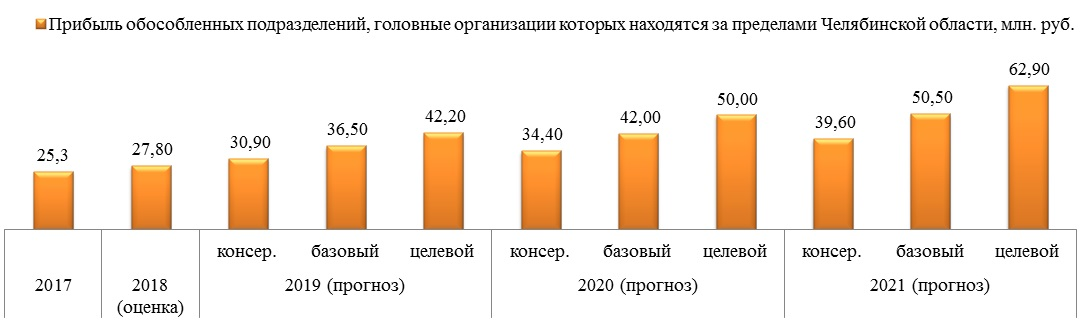 Прибыль обособленных подразделений, головные организации которых находятся за пределами Челябинской области, млн. руб.
25,3
27,80
30,90
36,50
42,20
34,40
42,00
50,00
39,60
50,50
62,90
консер.
базовый
целевой
консер.
базовый
целевой
консер.
базовый
целевой
2017
2018
(оценка)
2019 (прогноз)
2020 (прогноз)
2021 (прогноз)